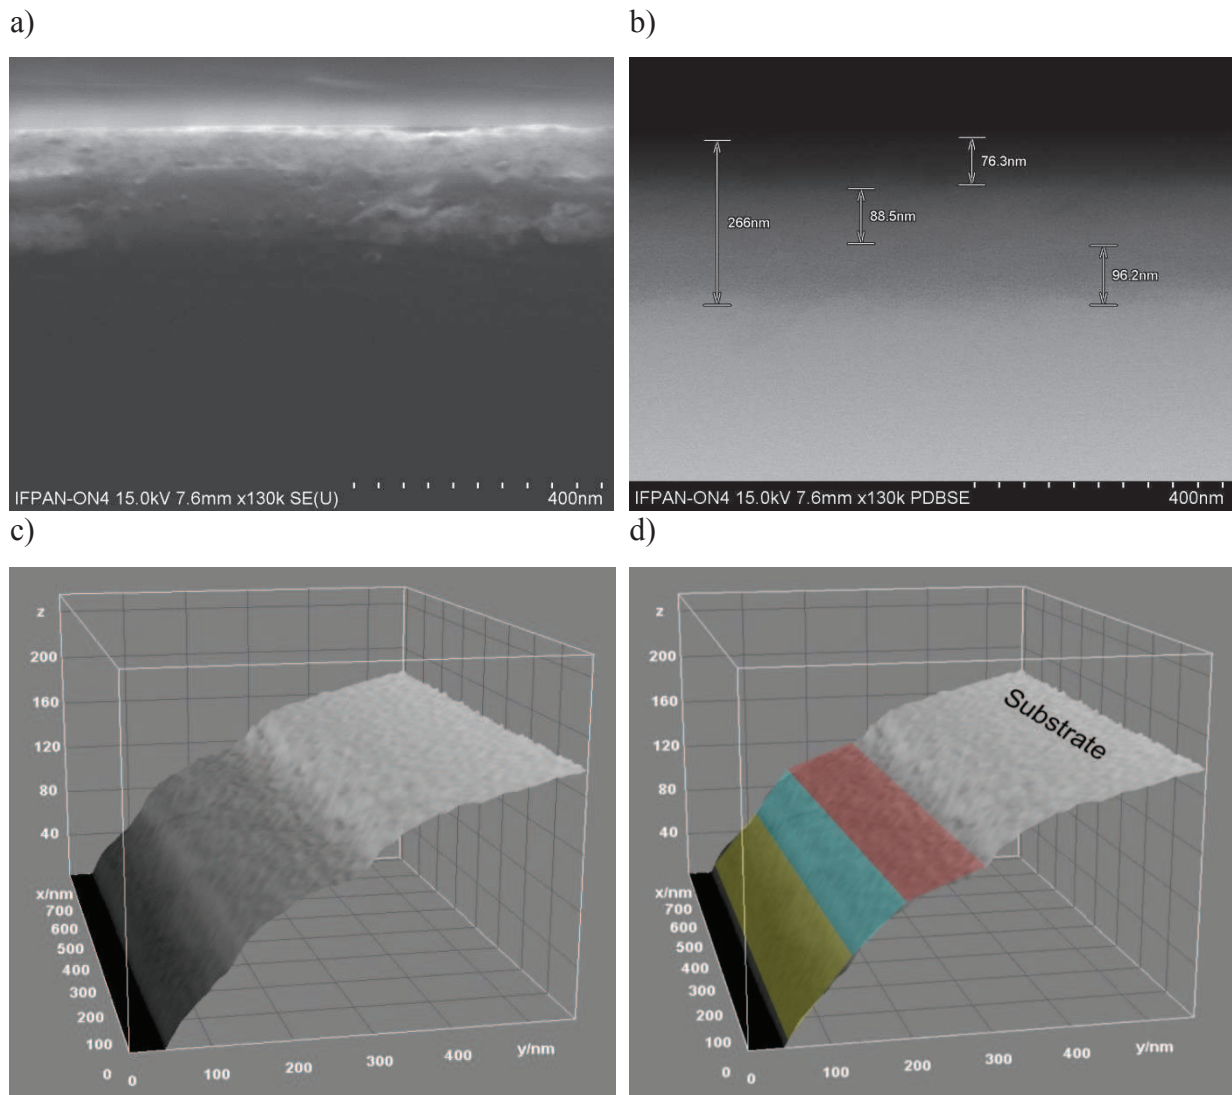 a)
b)
76.3nm
88.5nm
266nm
96.2nm
IFPAN-ON4 15.0kV 7.6mm x130k SE(U)
400nm
IFPAN-ON4 15.0kV 7.6mm x130k PDBSE
400nm
c)
d)
z
200
160
120
80
40
x/nm
700
600
500
400
300
200
100
0
0
100
200
300
400
y/nm
z
200
160
120
80
40
x/nm
700
600
500
400
300
200
100
0
0
100
200
300
400
y/nm
Substrate